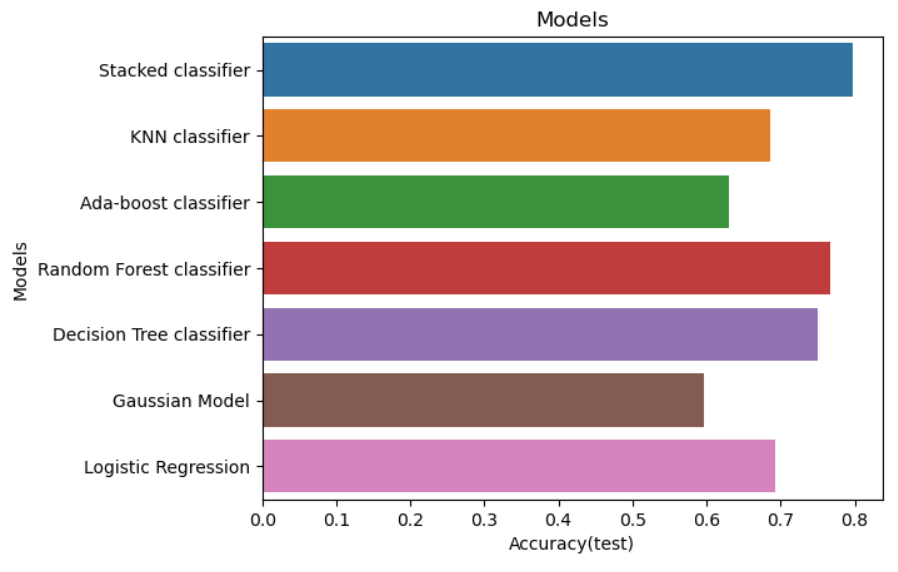 Models
Models
Stacked classifier
KNN classifier
Ada-boost classifier
Random Forest classifier
Decision Tree classifier
Gaussian Model
Logistic Regression
0.0 0.1 0.2 0.3 0.4 0.5 0.6 0.7 0.8
Accuracy(test)